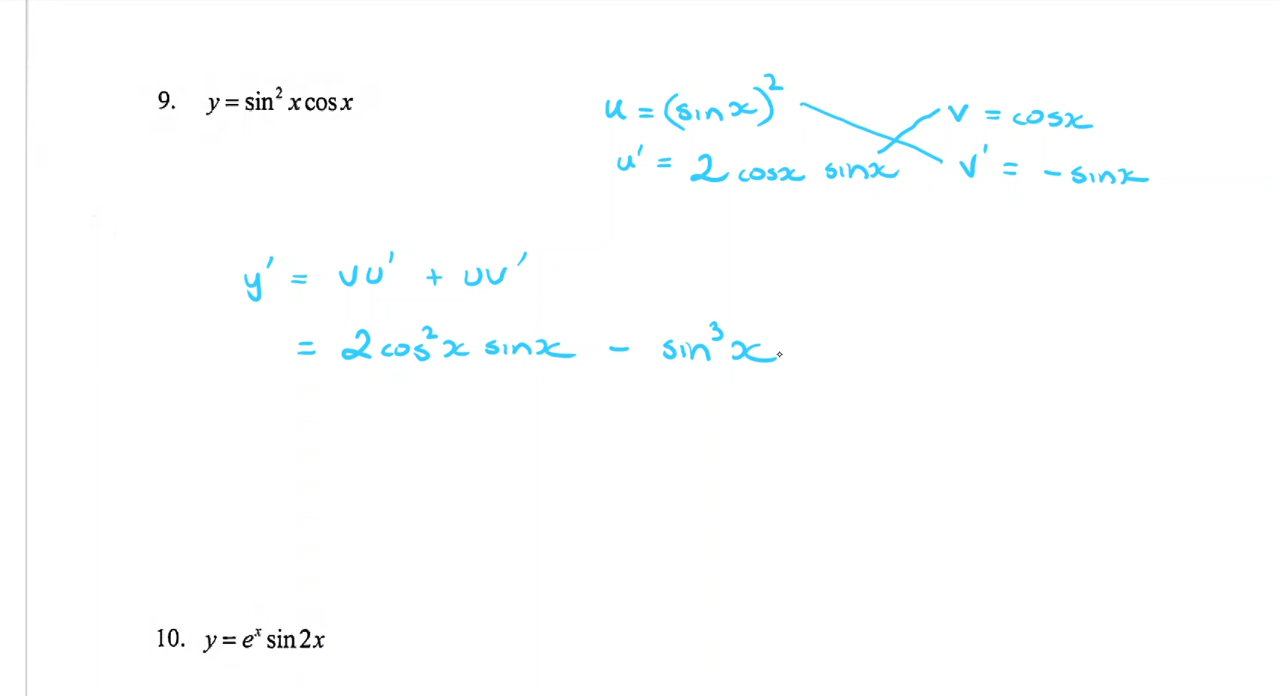 9. y = sin² x cos x
u = (sin x)² v = cos x
u' = 2 cos x sin x v' = - sin x
y' = vu' + uv'
= 2 cos² x sin x - sin³ x
10. y = eˣ sin 2x